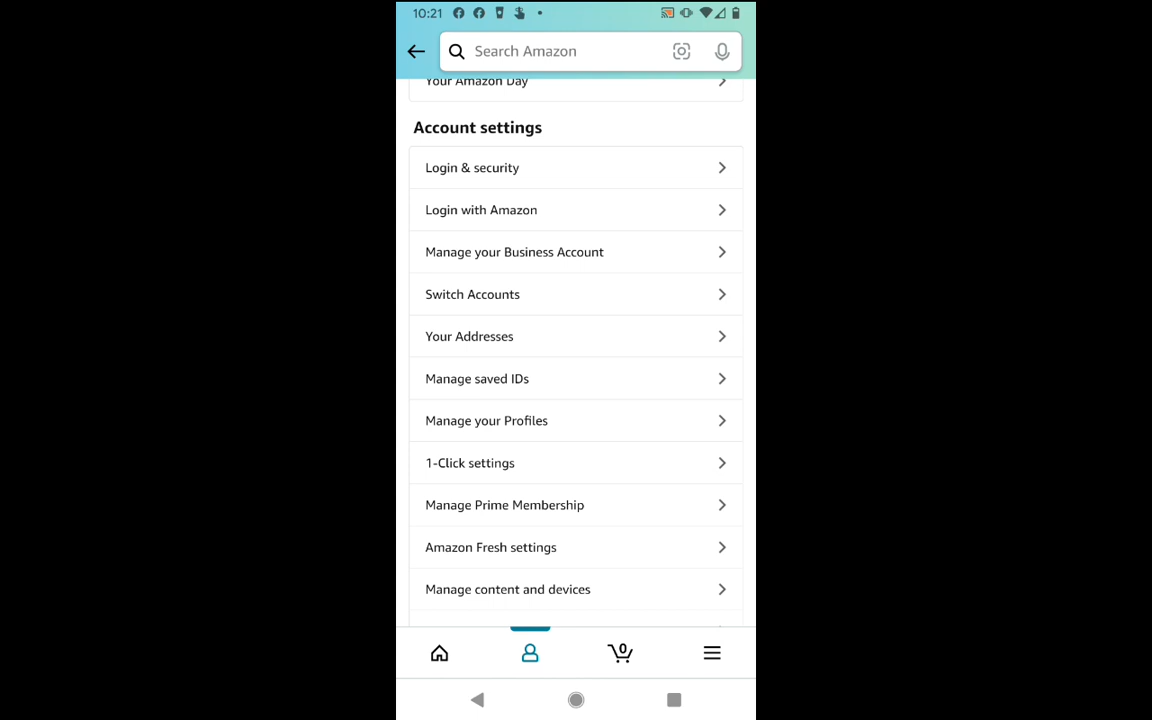 10:21
Search Amazon
Your Amazon Day
Account settings
Login & security
Login with Amazon
Manage your Business Account
Switch Accounts
Your Addresses
Manage saved IDs
Manage your Profiles
1-Click settings
Manage Prime Membership
Amazon Fresh settings
Manage content and devices
0